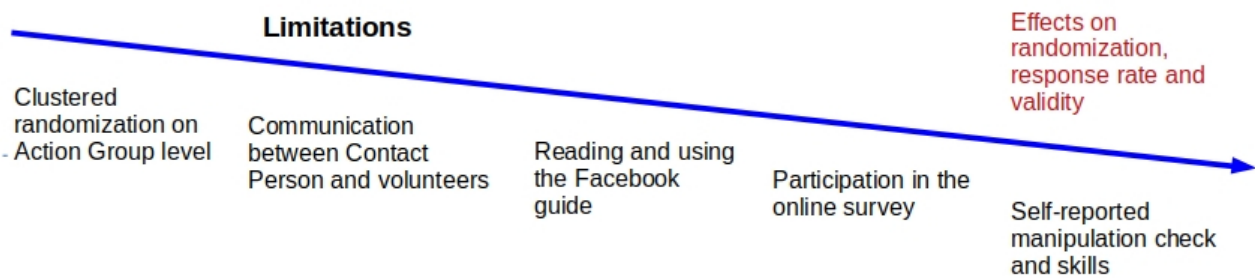 Limitations
Clustered
randomization on
- Action Group level
Communication
between Contact
Person and volunteers
Reading and using
the Facebook
guide
Participation in the
online survey
Effects on
randomization,
response rate and
validity
Self-reported
manipulation check
and skills